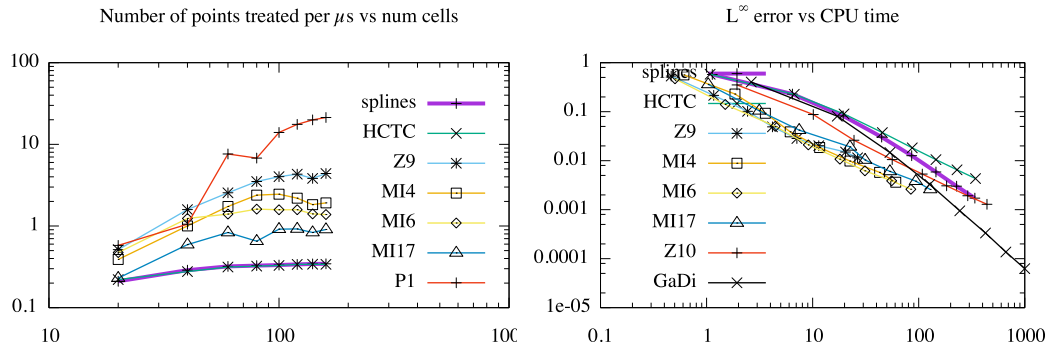 Number of points treated per μs vs num cells
100
10
1
0.1
10
100
splines
HCTC
Z9
MI4
MI6
MI17
P1
L∞ error vs CPU time
1
0.1
0.01
0.001
0.0001
1e-05
0.1
1
10
100
1000
splines
HCTC
Z9
MI4
MI6
MI17
Z10
GaDi